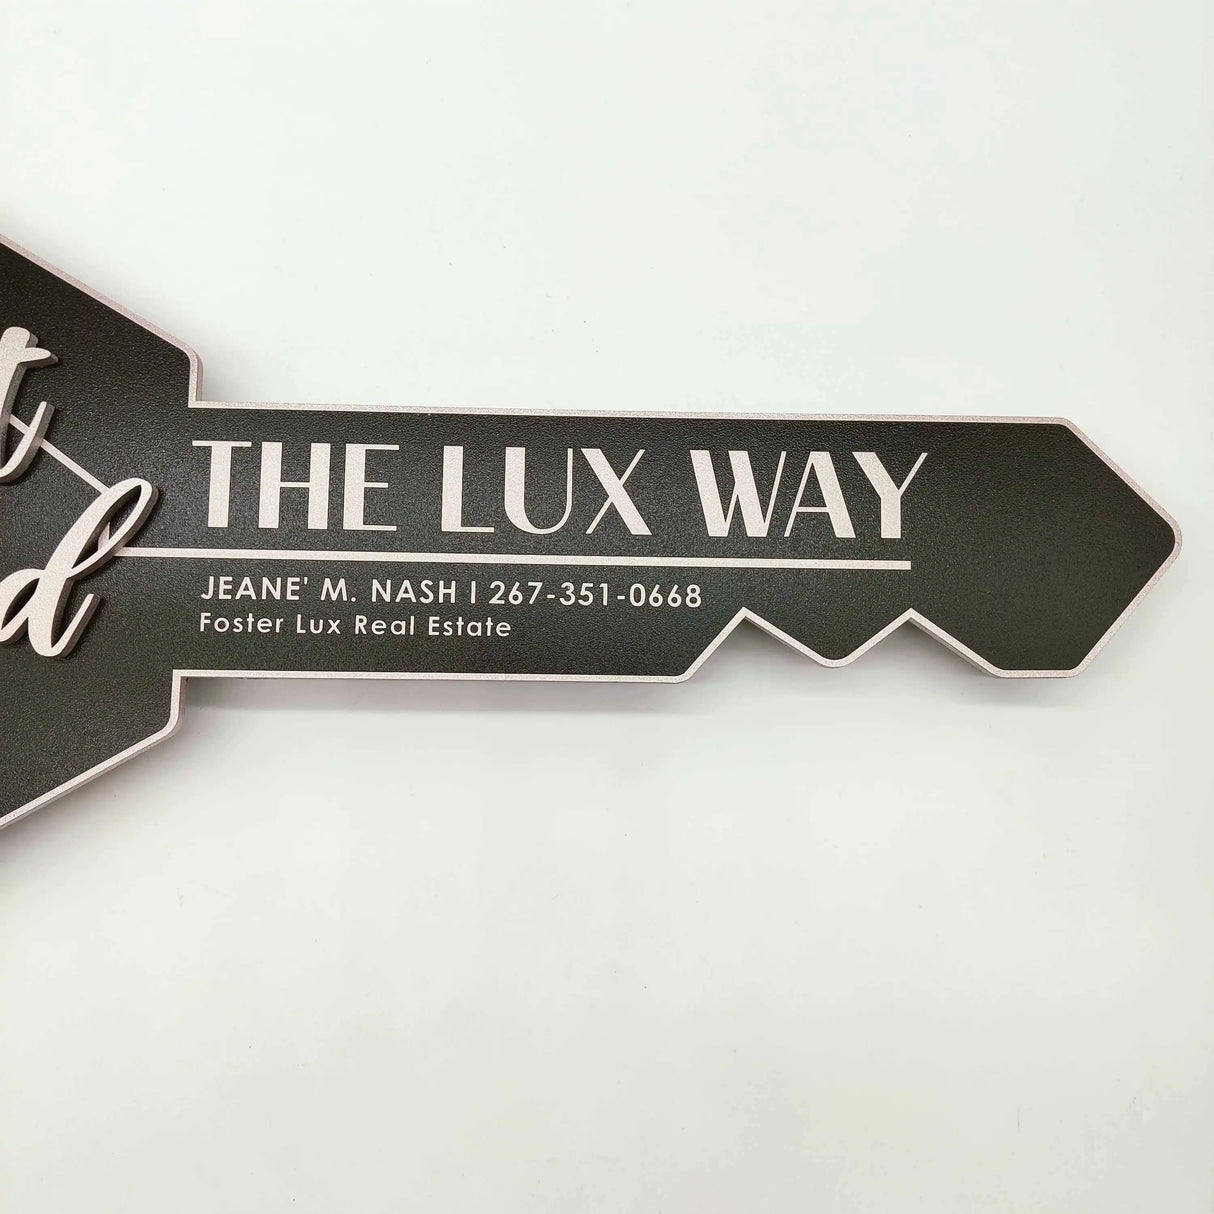 t
d
THE LUX WAY
JEANE' M. NASH I 267-351-0668
Foster Lux Real Estate